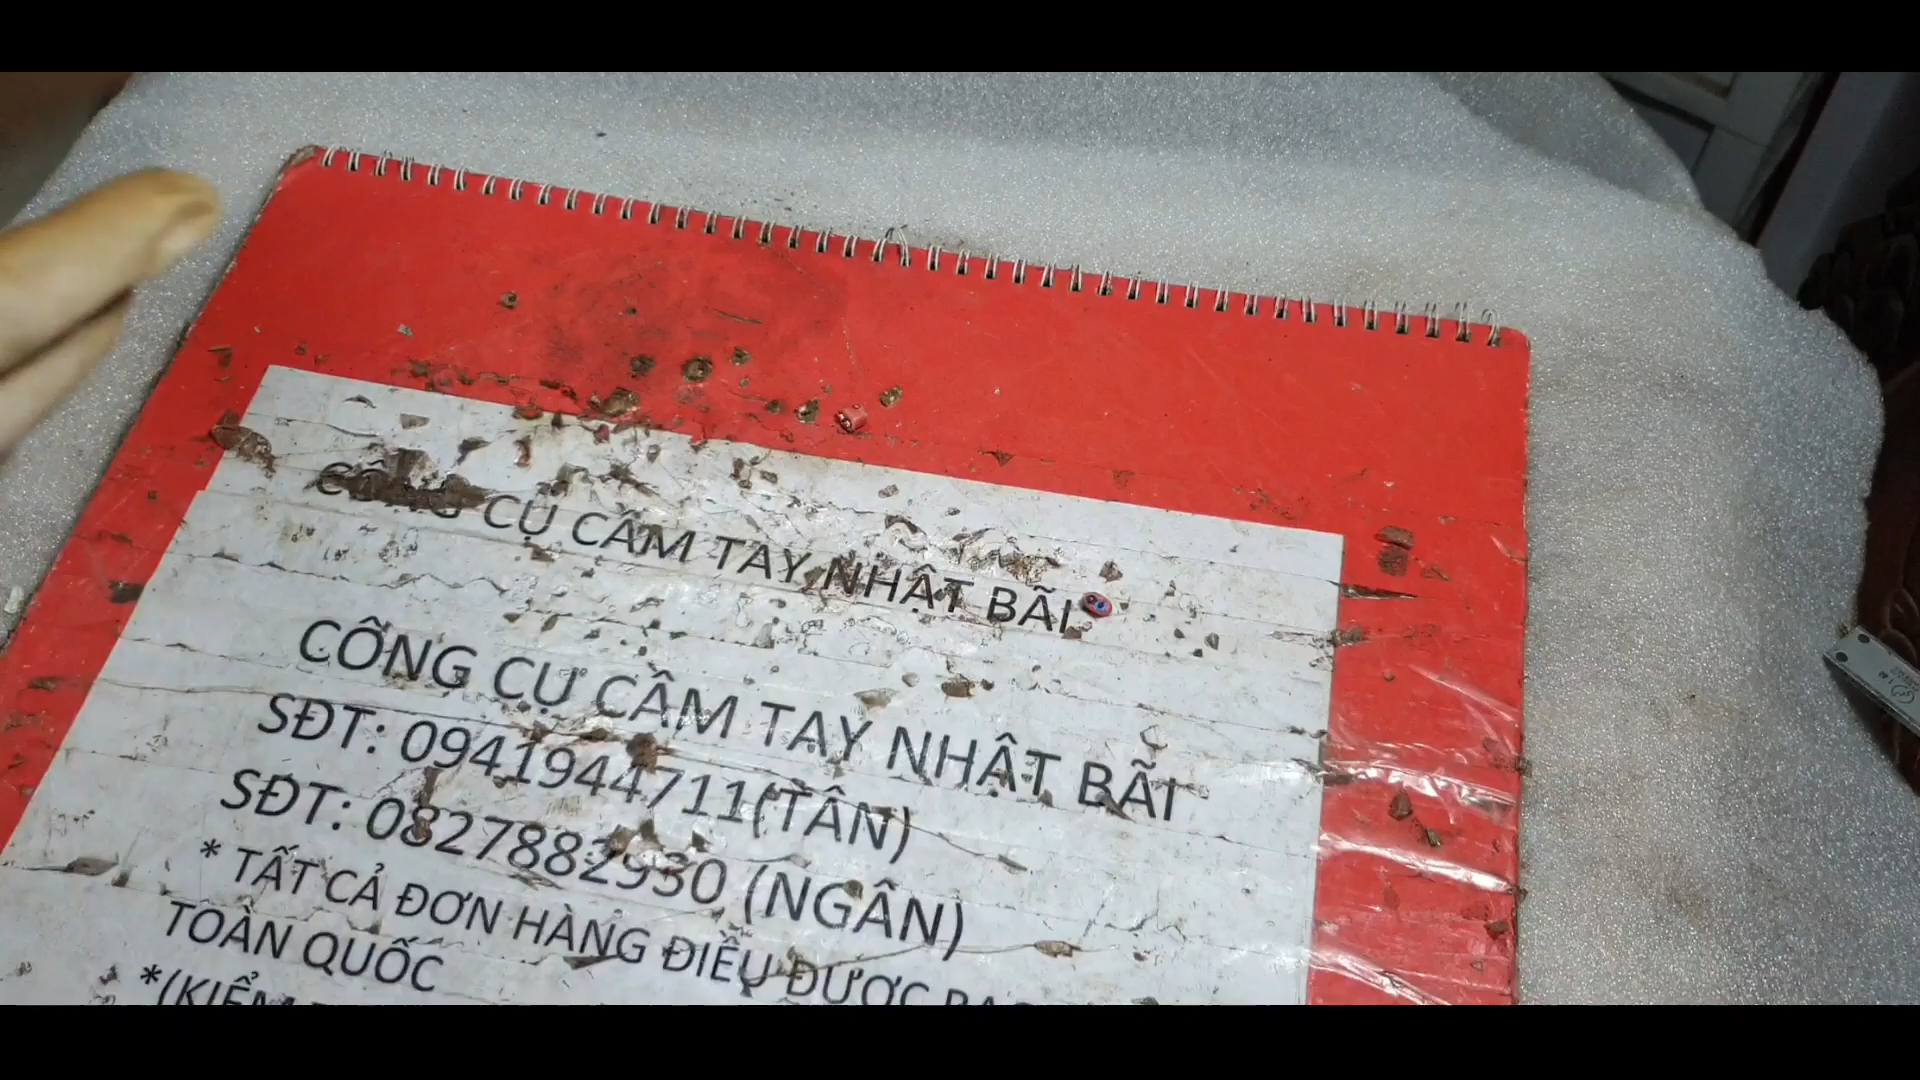 CÔNG CỤ CẦM TAY NHẬT BÃI
CÔNG CỤ CẦM TAY NHẬT BÃI
SĐT: 0941944711(TÂN)
SĐT: 0827882930 (NGÂN)
* TẤT CẢ ĐƠN HÀNG ĐIỀU ĐƯỢC
TOÀN QUỐC
*(KIỂM